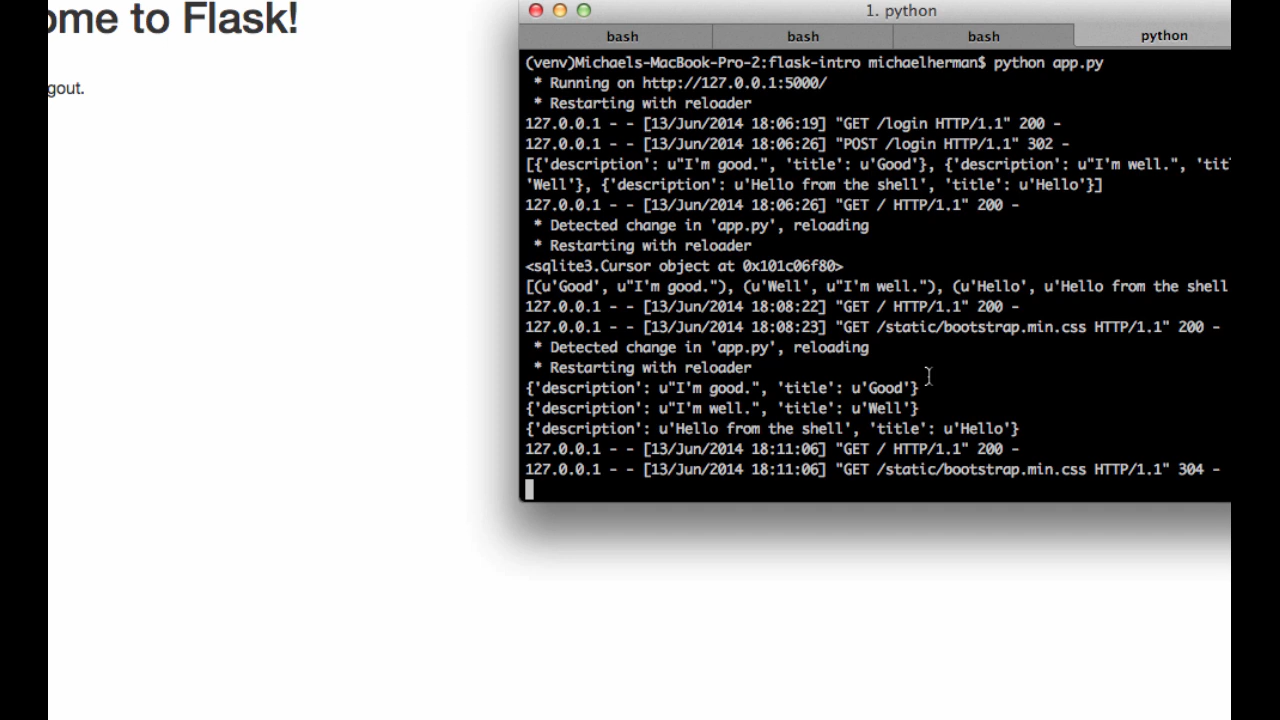 ome to Flask!
gout.
1. python
bash bash bash python
(venv)Michaels-MacBook-Pro-2:flask-intro michaelherman$ python app.py
* Running on http://127.0.0.1:5000/
* Restarting with reloader
127.0.0.1 - - [13/Jun/2014 18:06:19] "GET /login HTTP/1.1" 200 -
127.0.0.1 - - [13/Jun/2014 18:06:26] "POST /login HTTP/1.1" 302 -
[{'description': u"I'm good.", 'title': u'Good'}, {'description': u"I'm well.", 'tit
'Well'}, {'description': u'Hello from the shell', 'title': u'Hello'}]
127.0.0.1 - - [13/Jun/2014 18:06:26] "GET / HTTP/1.1" 200 -
* Detected change in 'app.py', reloading
* Restarting with reloader
<sqlite3.Cursor object at 0x101c06f80>
[(u'Good', u"I'm good."), (u'Well', u"I'm well."), (u'Hello', u'Hello from the shell
127.0.0.1 - - [13/Jun/2014 18:08:22] "GET / HTTP/1.1" 200 -
127.0.0.1 - - [13/Jun/2014 18:08:23] "GET /static/bootstrap.min.css HTTP/1.1" 200 -
* Detected change in 'app.py', reloading
* Restarting with reloader
{'description': u"I'm good.", 'title': u'Good'}
{'description': u"I'm well.", 'title': u'Well'}
{'description': u'Hello from the shell', 'title': u'Hello'}
127.0.0.1 - - [13/Jun/2014 18:11:06] "GET / HTTP/1.1" 200 -
127.0.0.1 - - [13/Jun/2014 18:11:06] "GET /static/bootstrap.min.css HTTP/1.1" 304 -